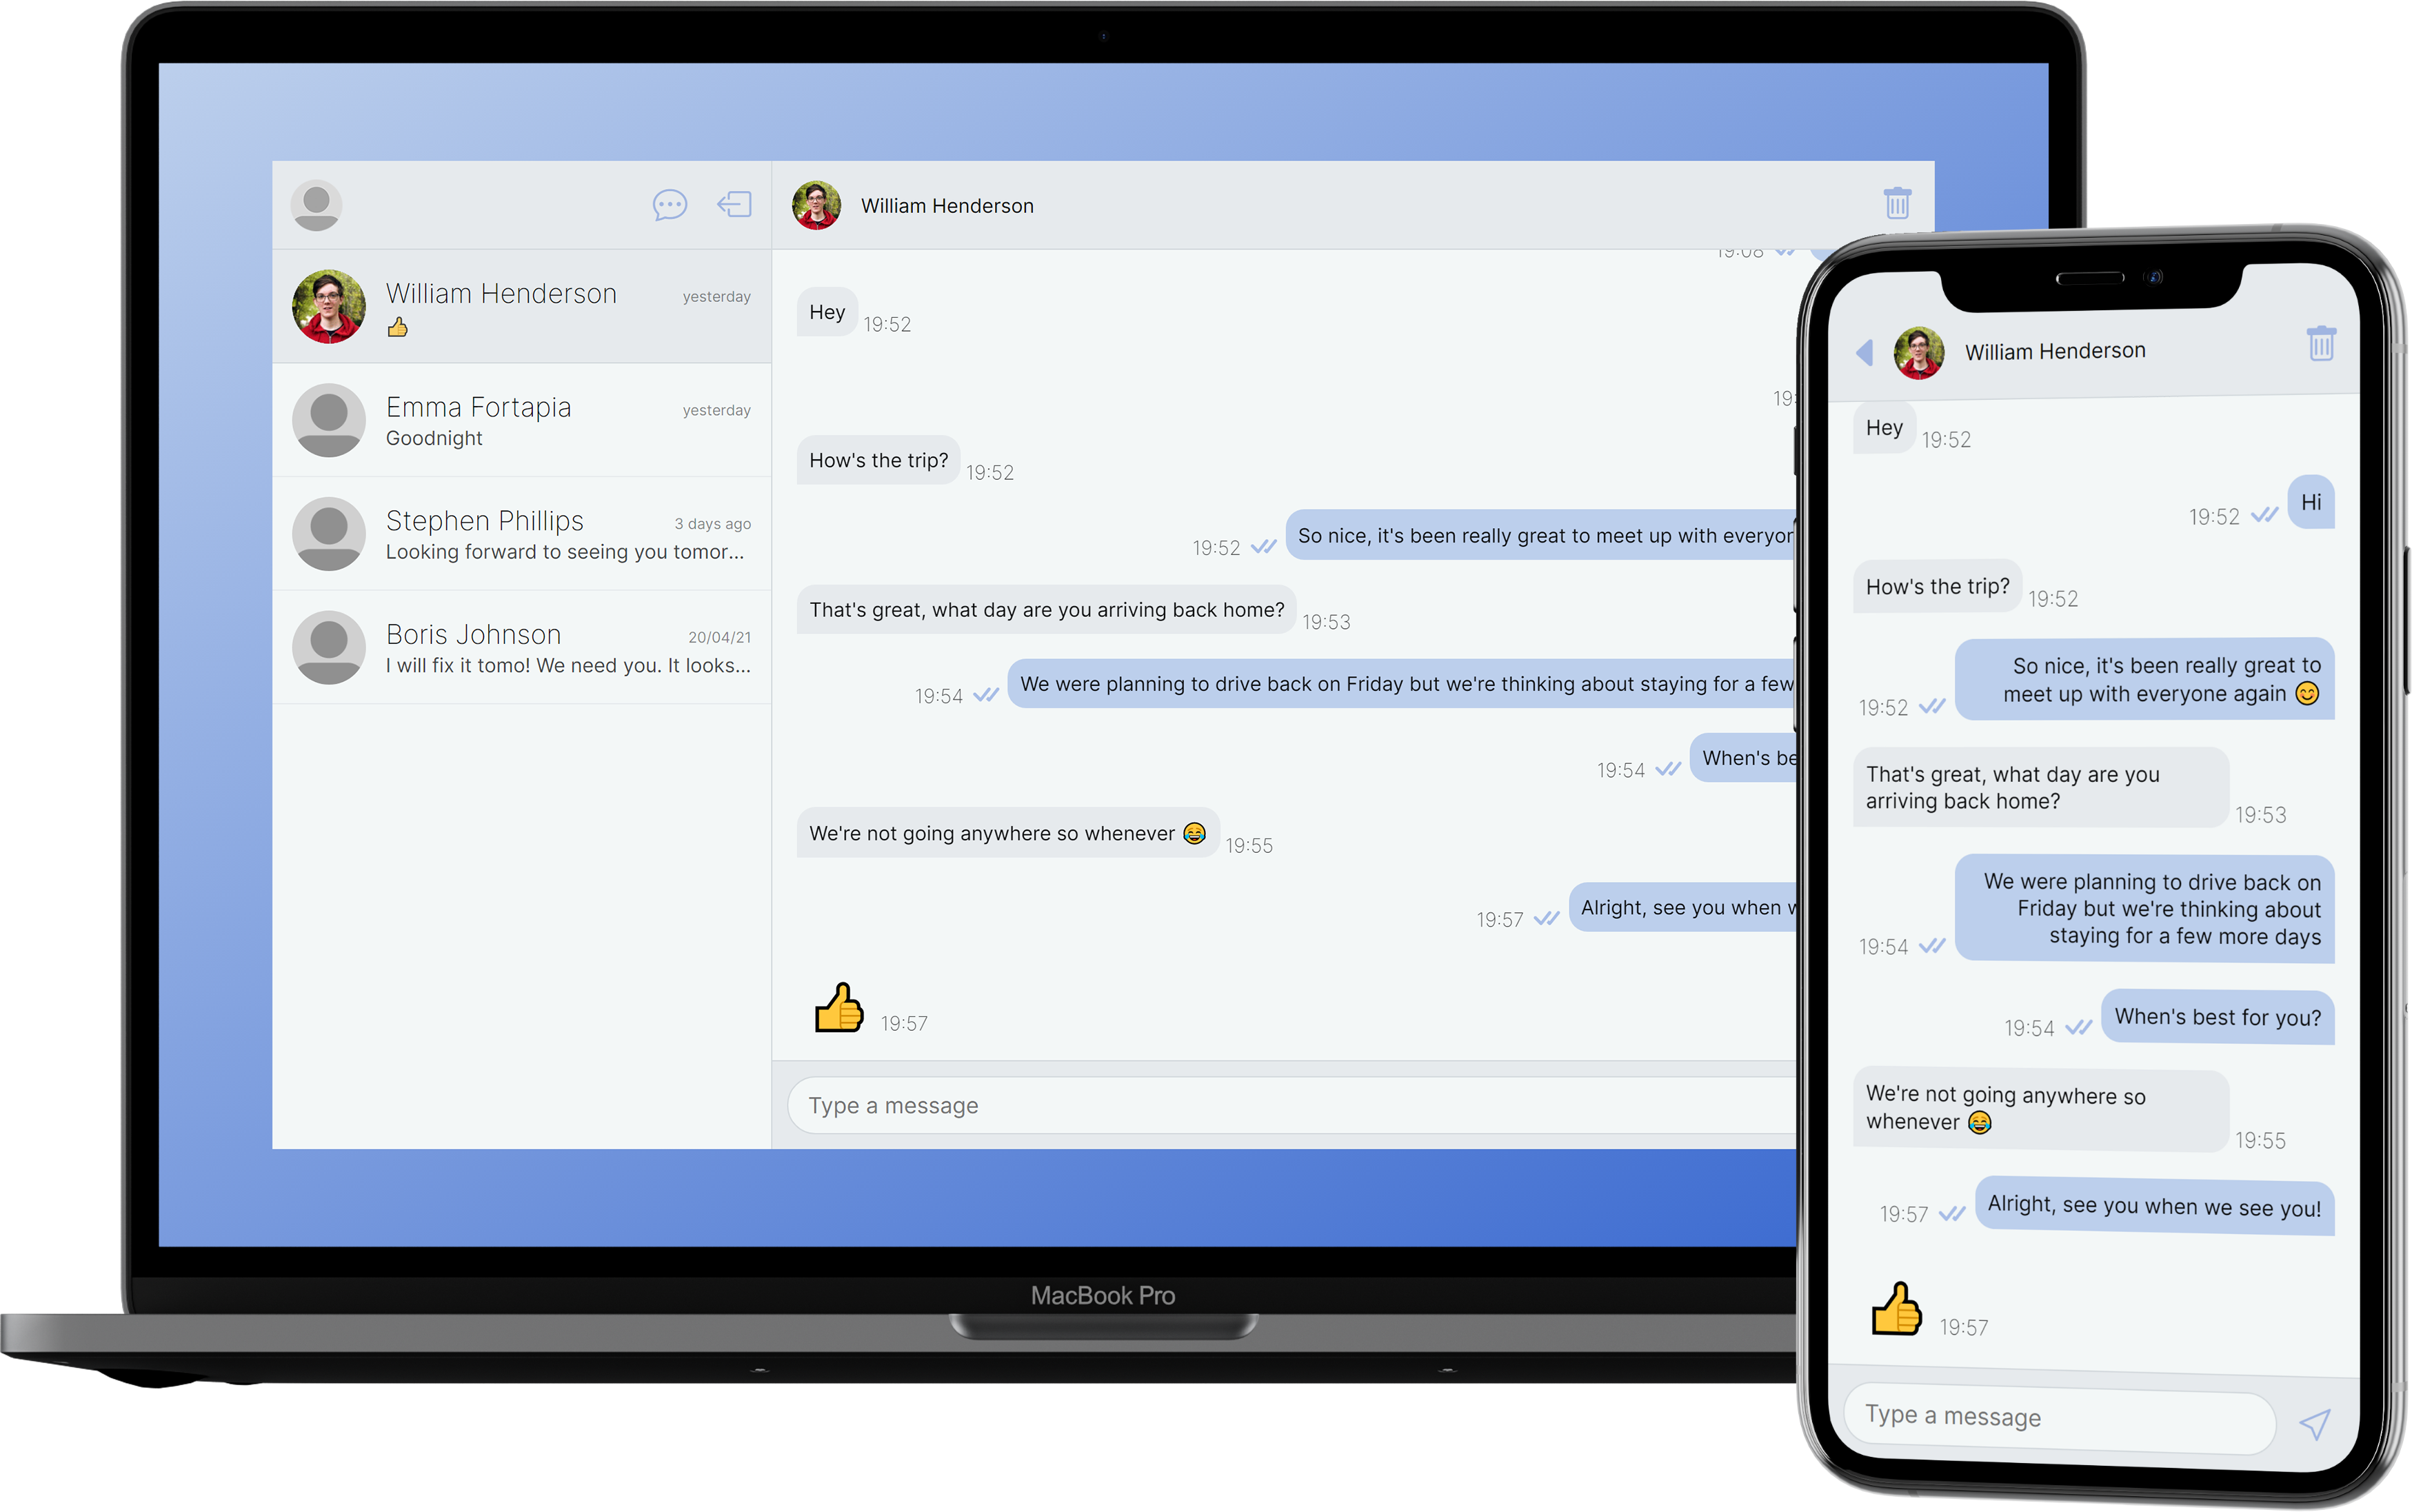 William Henderson
19:08
William Henderson
yesterday
👍
Emma Fortapia
yesterday
Goodnight
Stephen Phillips
3 days ago
Looking forward to seeing you tomor...
Boris Johnson
20/04/21
I will fix it tomo! We need you. It looks...
Hey
19:52
19:
How's the trip?
19:52
19:52
So nice, it's been really great to meet up with everyon
That's great, what day are you arriving back home?
19:53
19:54
We were planning to drive back on Friday but we're thinking about staying for a few
19:54
When's be
We're not going anywhere so whenever 😂
19:55
19:57
Alright, see you when w
👍
19:57
Type a message
MacBook Pro
William Henderson
Hey
19:52
19:52
Hi
How's the trip?
19:52
So nice, it's been really great to
meet up with everyone again 😊
19:52
That's great, what day are you
arriving back home?
19:53
We were planning to drive back on
Friday but we're thinking about
staying for a few more days
19:54
19:54
When's best for you?
We're not going anywhere so
whenever 😂
19:55
19:57
Alright, see you when we see you!
👍
19:57
Type a message